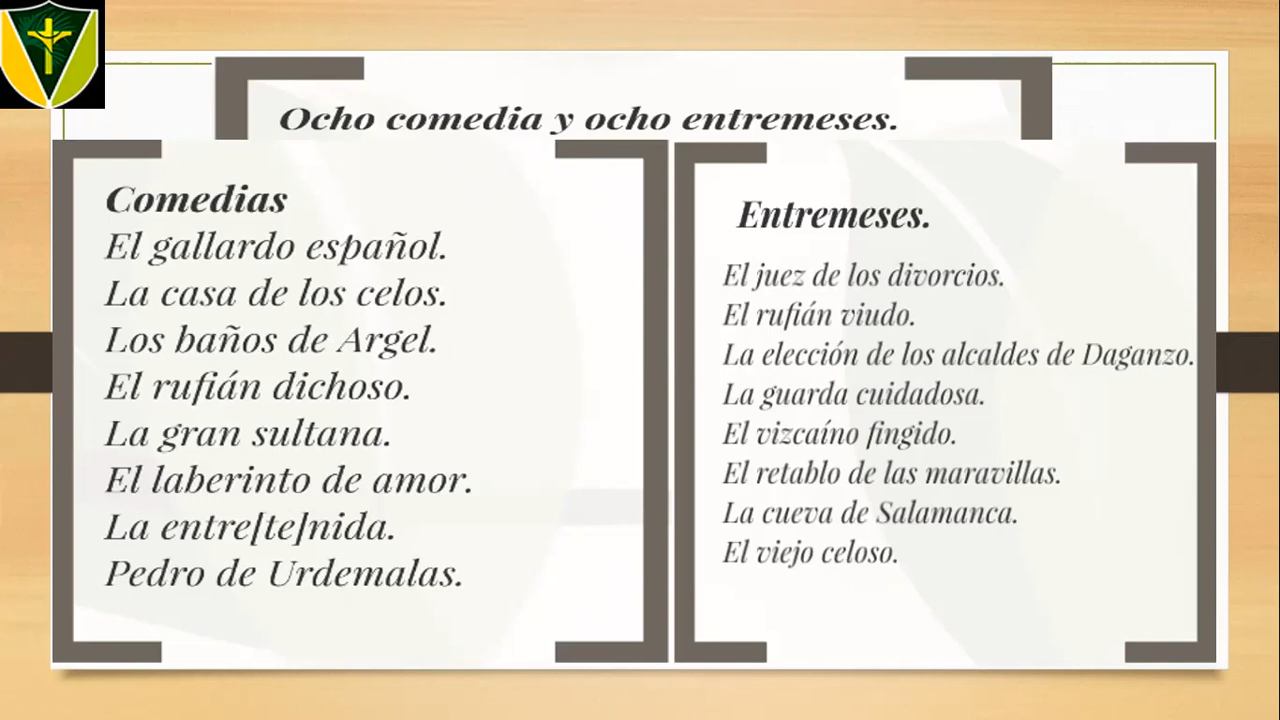 Ocho comedia y ocho entremeses.
Comedias
El gallardo español.
La casa de los celos.
Los baños de Argel.
El rufián dichoso.
La gran sultana.
El laberinto de amor.
La entre[te]nida.
Pedro de Urdemalas.
Entremeses.
El juez de los divorcios.
El rufián viudo.
La elección de los alcaldes de Daganzo.
La guarda cuidadosa.
El vizcaíno fingido.
El retablo de las maravillas.
La cueva de Salamanca.
El viejo celoso.